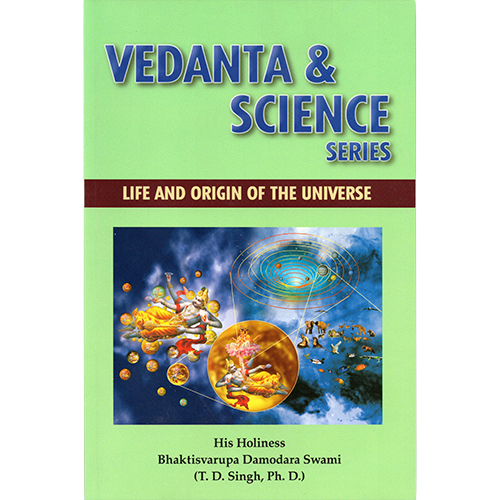 VEDANTA &
SCIENCE
SERIES
LIFE AND ORIGIN OF THE UNIVERSE
His Holiness
Bhaktisvarupa Damodara Swami
(T. D. Singh, Ph. D.)